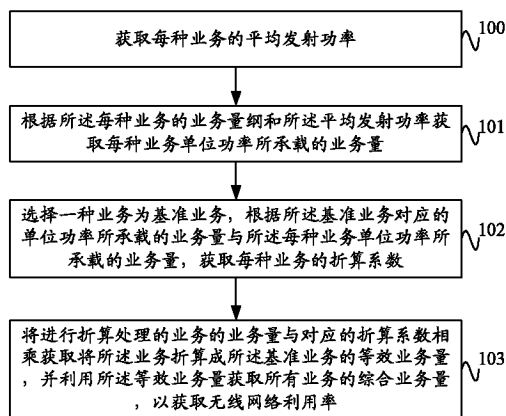 获取每种业务的平均发射功率
100
根据所述每种业务的业务量纲和所述平均发射功率获
取每种业务单位功率所承载的业务量
101
选择一种业务为基准业务，根据所述基准业务对应的
单位功率所承载的业务量与所述每种业务单位功率所
承载的业务量，获取每种业务的折算系数
102
将进行折算处理的业务的业务量与对应的折算系数相
乘获取将所述业务折算成所述基准业务的等效业务量
，并利用所述等效业务量获取所有业务的综合业务量
，以获取无线网络利用率
103